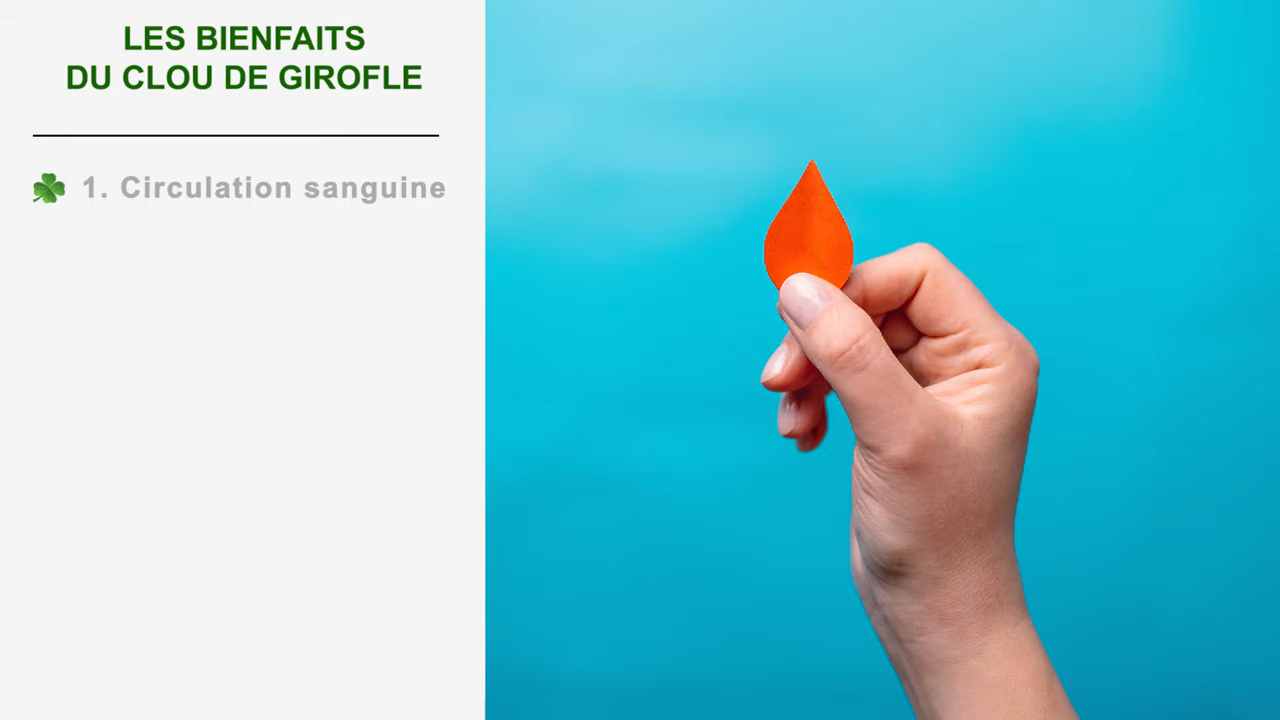 LES BIENFAITS
DU CLOU DE GIROFLE
1. Circulation sanguine